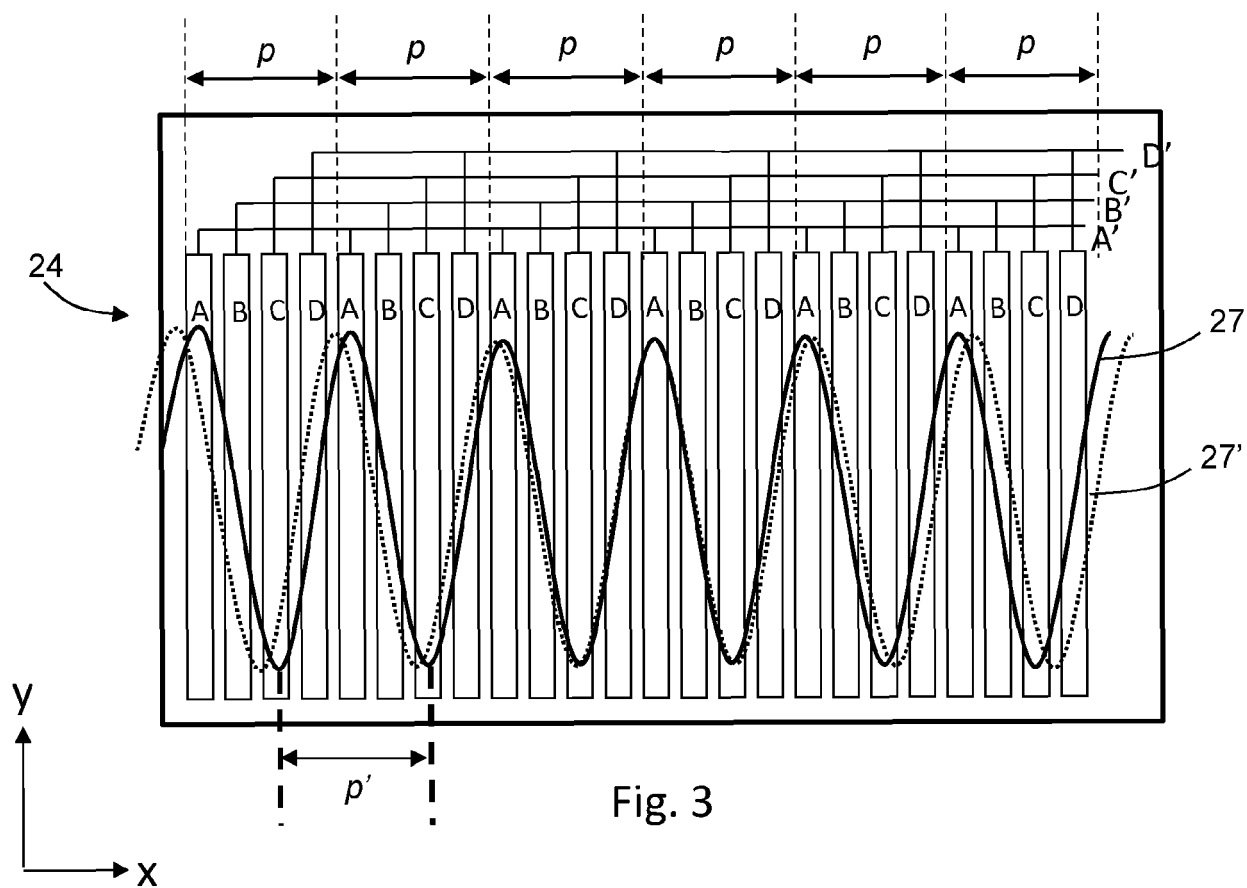 p p p p p p
D'
C'
B'
A'
24
A B C D A B C D A B C D A B C D A B C D A B C D
27
27'
y
p'
Fig. 3
x